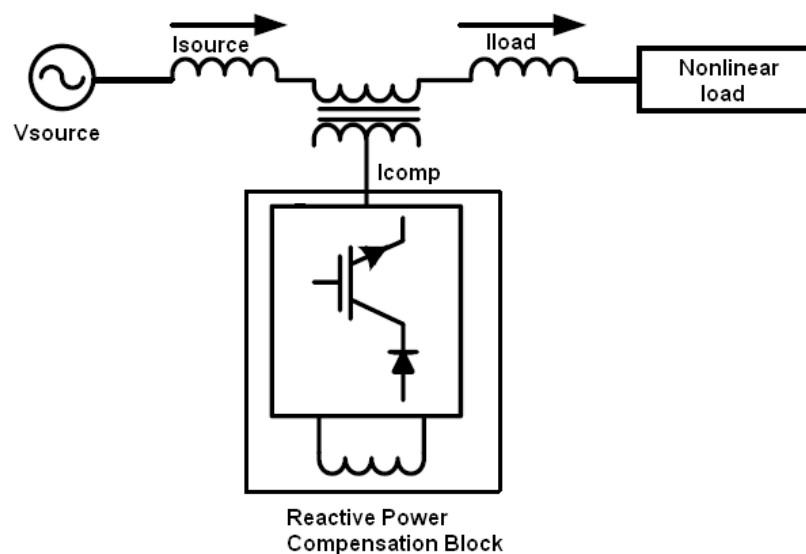 Isource
Iload
Nonlinear
load
Vsource
Icomp
Reactive Power
Compensation Block